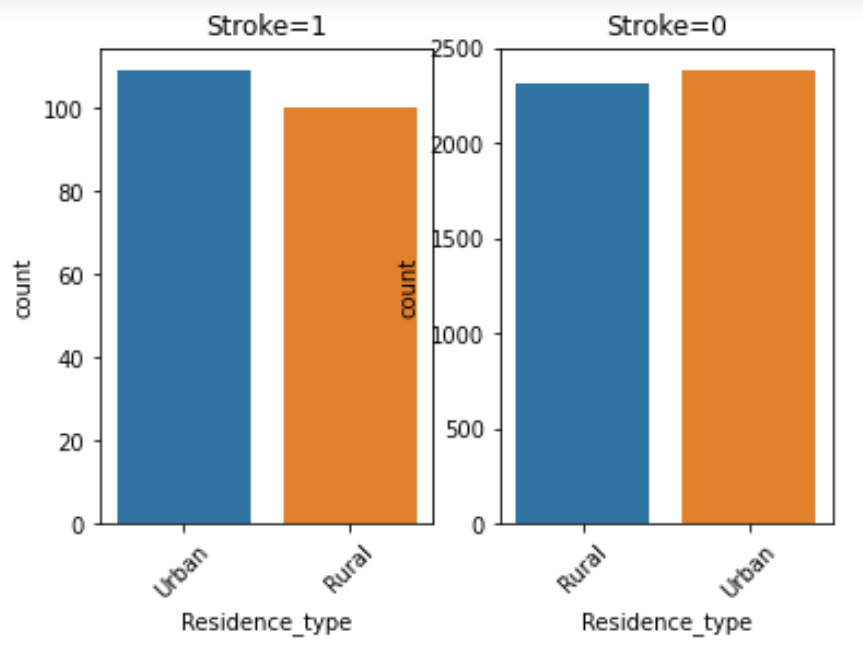 Stroke=1
count
100
80
60
40
20
0
Urban Rural
Residence_type
Stroke=0
count
2500
2000
1500
1000
500
0
Rural Urban
Residence_type